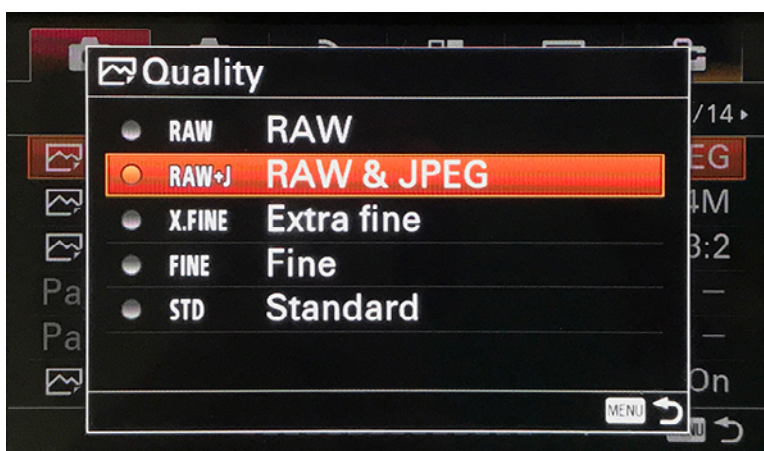 Quality
/14
RAW RAW
RAW+J RAW & JPEG
X.FINE Extra fine
FINE Fine
STD Standard
EG
4M
3:2
Pa –
Pa –
On
MENU